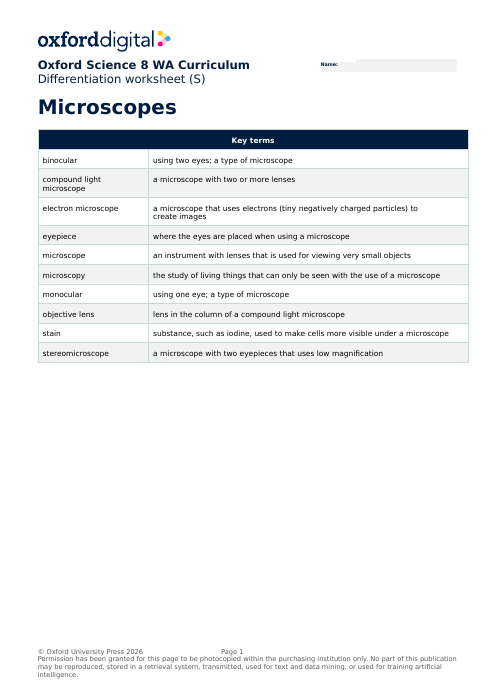 oxforddigital
Oxford Science 8 WA Curriculum
Name:
Differentiation worksheet (S)
Microscopes
Key terms
binocular using two eyes; a type of microscope
compound light a microscope with two or more lenses
microscope
electron microscope a microscope that uses electrons (tiny negatively charged particles) to
create images
eyepiece where the eyes are placed when using a microscope
microscope an instrument with lenses that is used for viewing very small objects
microscopy the study of living things that can only be seen with the use of a microscope
monocular using one eye; a type of microscope
objective lens lens in the column of a compound light microscope
stain substance, such as iodine, used to make cells more visible under a microscope
stereomicroscope a microscope with two eyepieces that uses low magnification
© Oxford University Press 2026 Page 1
Permission has been granted for this page to be photocopied within the purchasing institution only. No part of this publication
may be reproduced, stored in a retrieval system, transmitted, used for text and data mining, or used for training artificial
intelligence.